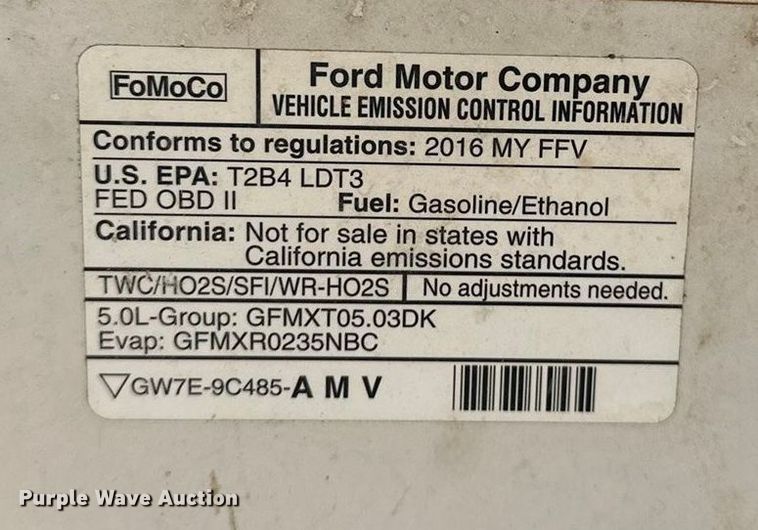 FoMoCo
Ford Motor Company
VEHICLE EMISSION CONTROL INFORMATION
Conforms to regulations: 2016 MY FFV
U.S. EPA: T2B4 LDT3
FED OBD II Fuel: Gasoline/Ethanol
California: Not for sale in states with
California emissions standards.
TWC/HO2S/SFI/WR-HO2S No adjustments needed.
5.0L-Group: GFMXT05.03DK
Evap: GFMXR0235NBC
▽GW7E-9C485-A M V
Purple Wave Auction